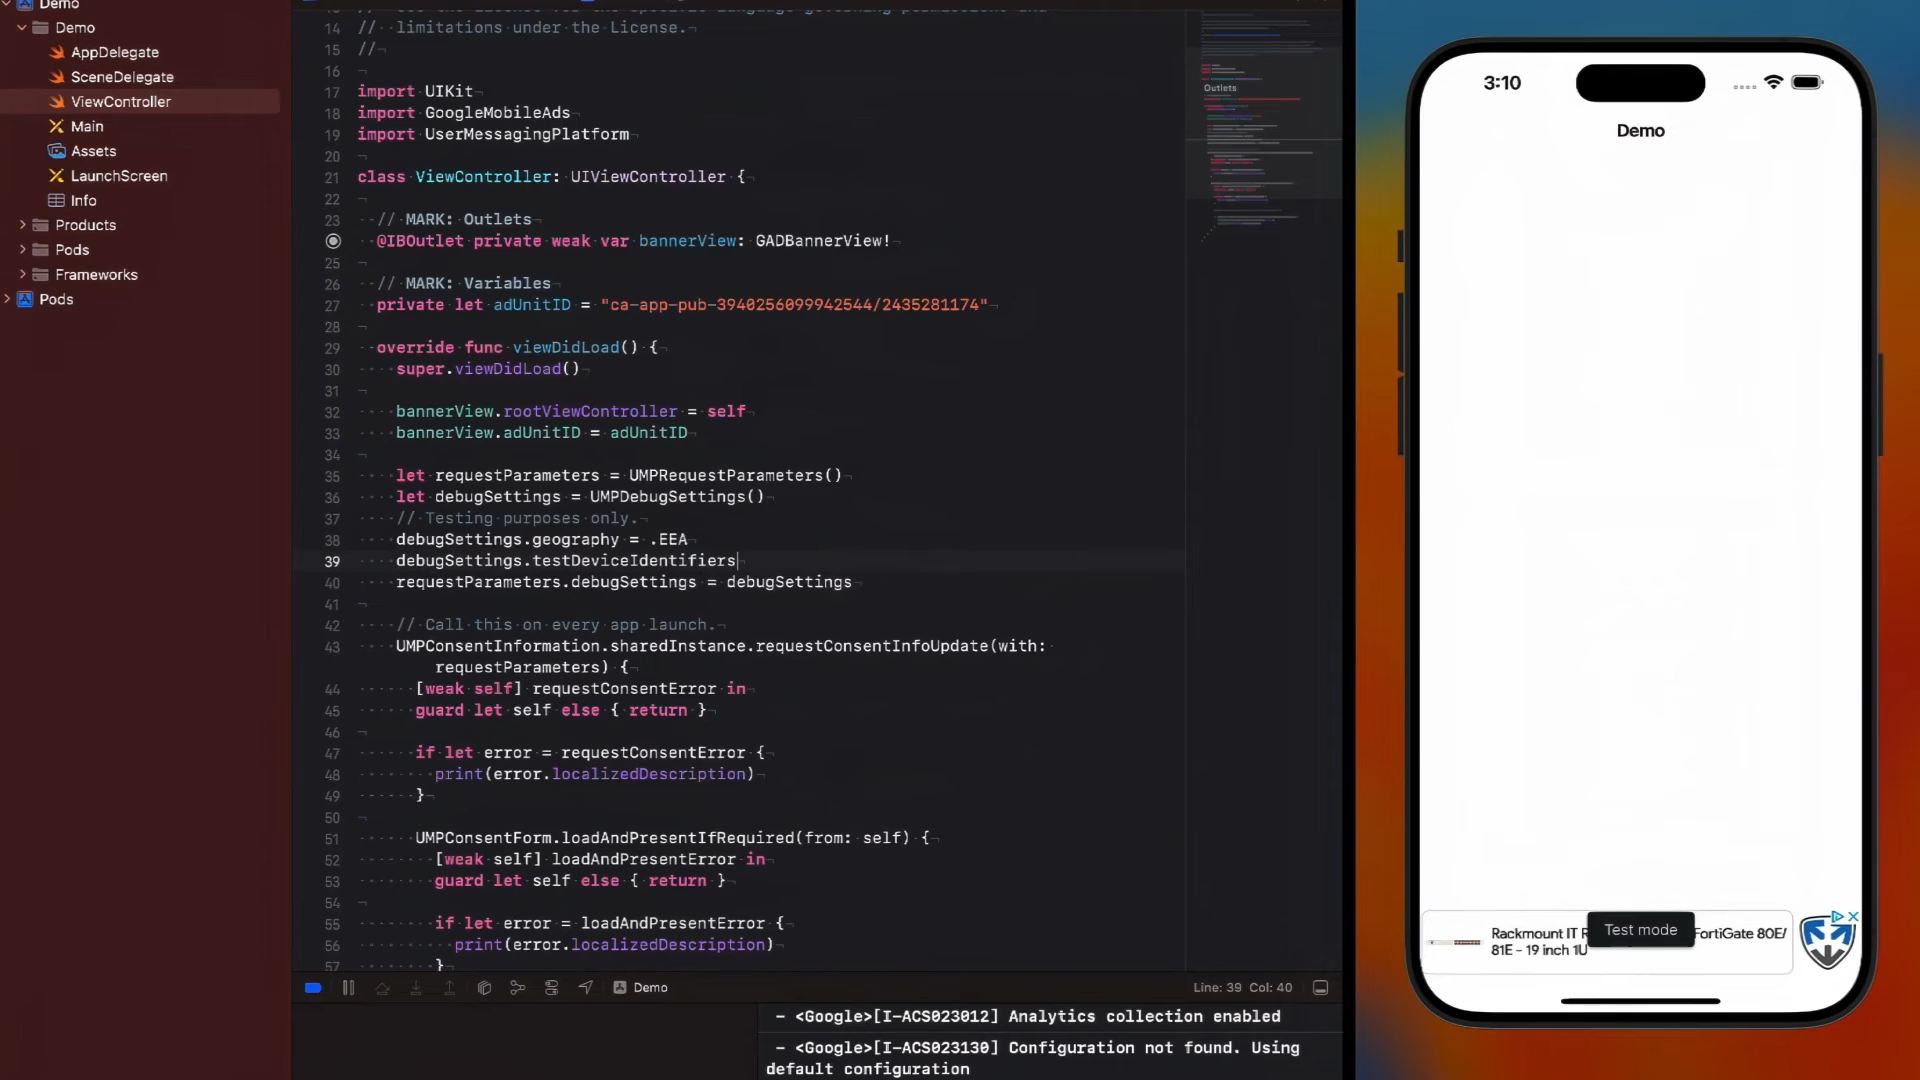 Demo
Demo
AppDelegate
SceneDelegate
ViewController
Main
Assets
LaunchScreen
Info
Products
Pods
Frameworks
Pods
14 // limitations under the License.
15 //
16
17 import UIKit
18 import GoogleMobileAds
19 import UserMessagingPlatform
20
21 class ViewController: UIViewController {
22
23 // MARK: Outlets
@IBOutlet private weak var bannerView: GADBannerView!
25
26 // MARK: Variables
27 private let adUnitID = "ca-app-pub-3940256099942544/2435281174"
28
29 override func viewDidLoad() {
30 super.viewDidLoad()
31
32 bannerView.rootViewController = self
33 bannerView.adUnitID = adUnitID
34
35 let requestParameters = UMPRequestParameters()
36 let debugSettings = UMPDebugSettings()
37 // Testing purposes only.
38 debugSettings.geography = .EEA
39 debugSettings.testDeviceIdentifiers
40 requestParameters.debugSettings = debugSettings
41
42 // Call this on every app launch.
43 UMPConsentInformation.sharedInstance.requestConsentInfoUpdate(with:
requestParameters) {
44 [weak self] requestConsentError in
45 guard let self else { return }
46
47 if let error = requestConsentError {
48 print(error.localizedDescription)
49 }
50
51 UMPConsentForm.loadAndPresentIfRequired(from: self) {
52 [weak self] loadAndPresentError in
53 guard let self else { return }
54
55 if let error = loadAndPresentError {
56 print(error.localizedDescription)
57 }
Outlets
Demo
Line: 39 Col: 40
- <Google>[I-ACS023012] Analytics collection enabled
- <Google>[I-ACS023130] Configuration not found. Using
default configuration
3:10
Demo
Rackmount IT FortiGate 80E/
81E - 19 inch 1U
Test mode